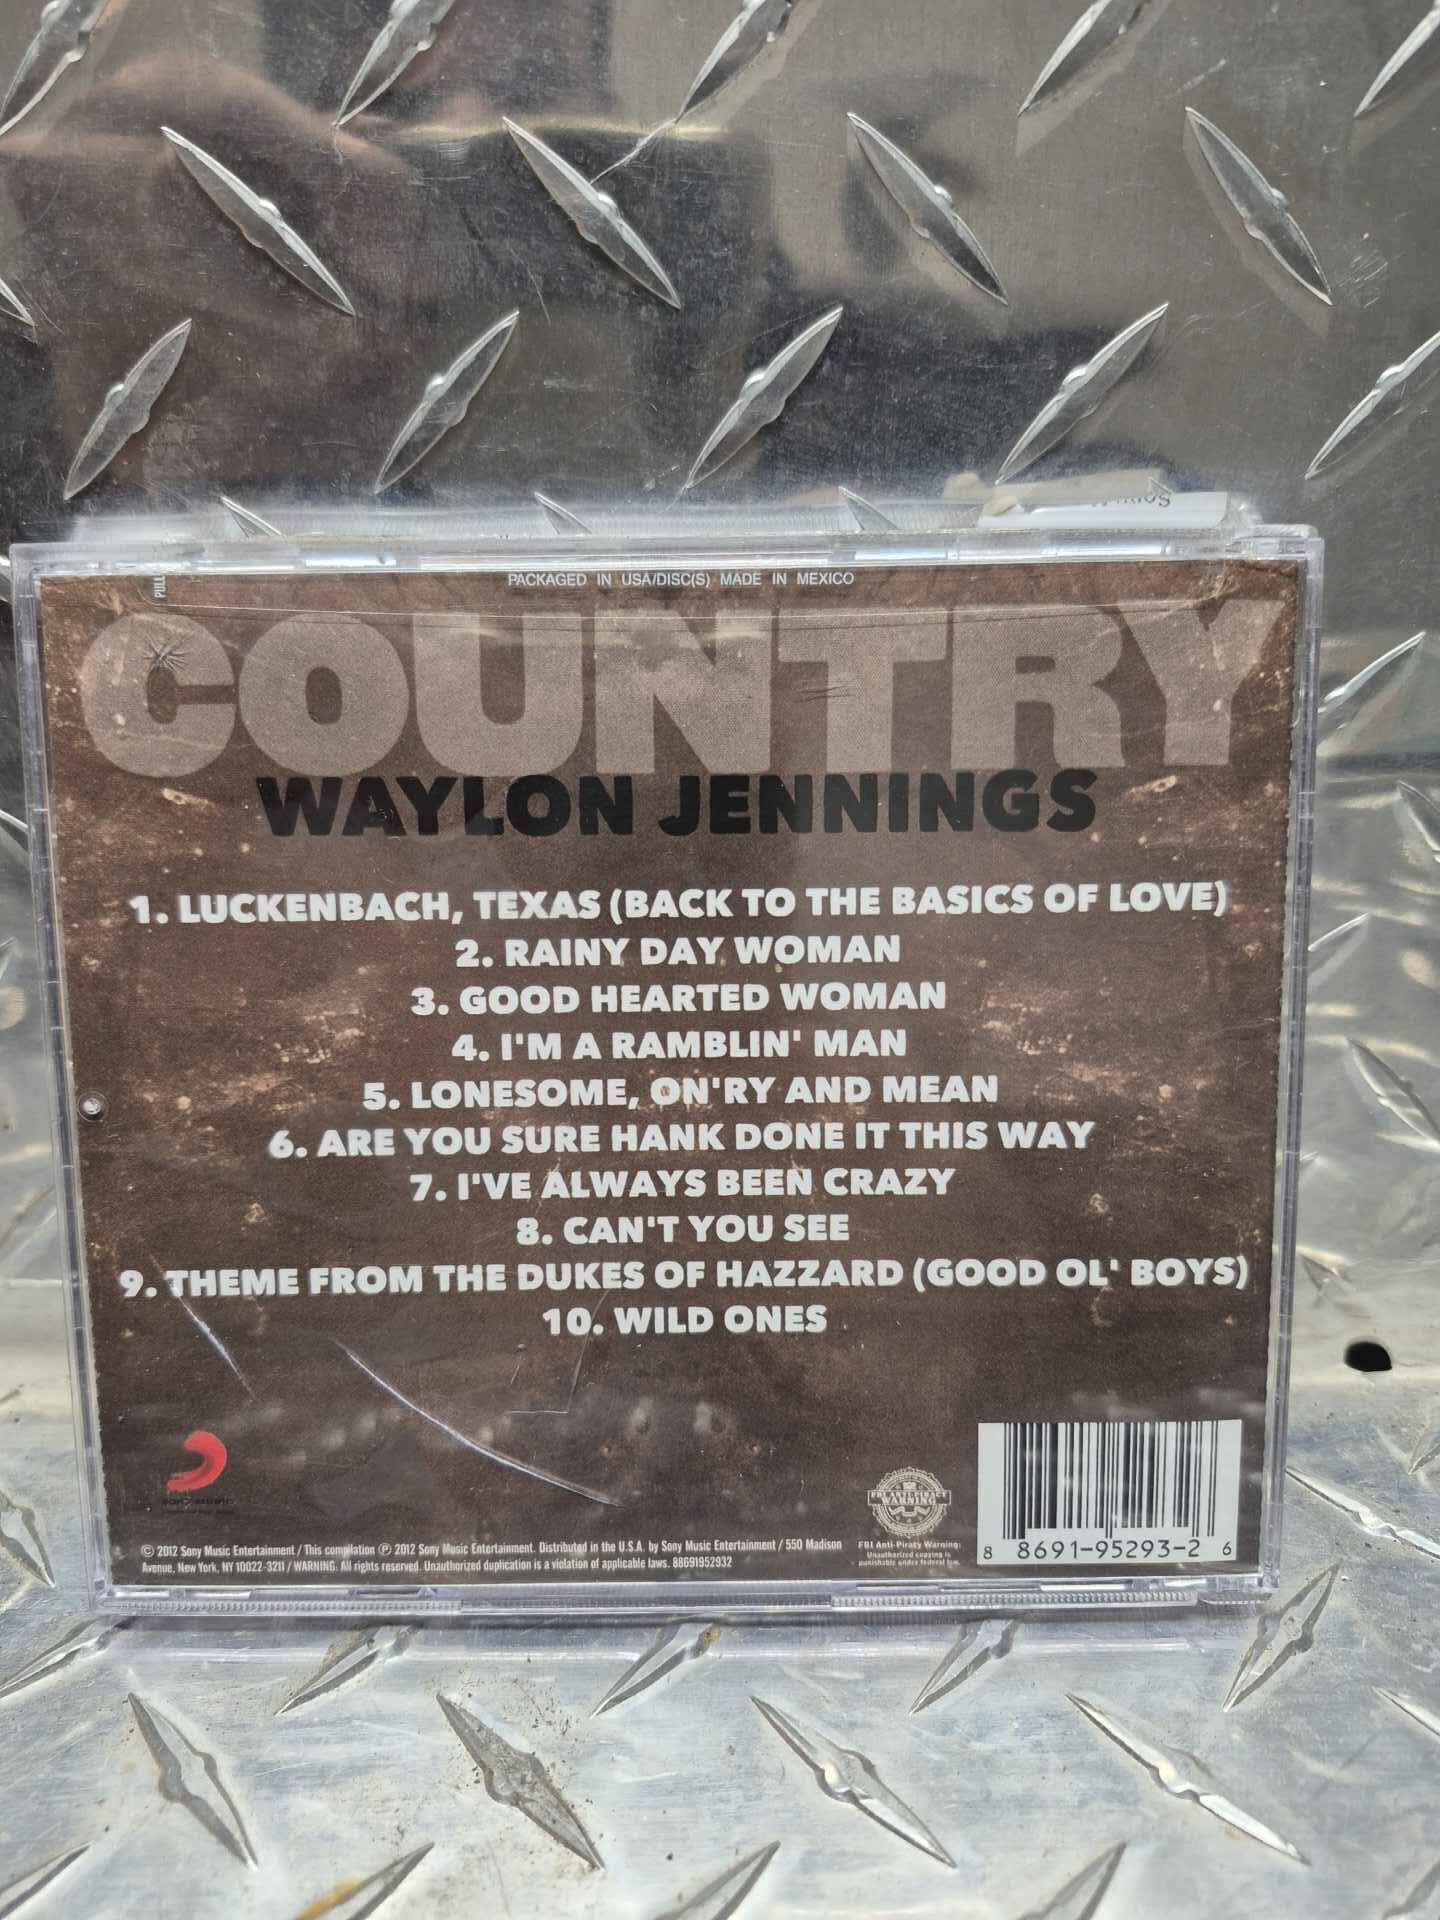 PULL
PACKAGED IN USA/DISC(S) MADE IN MEXICO
COUNTRY
WAYLON JENNINGS
1. LUCKENBACH, TEXAS (BACK TO THE BASICS OF LOVE)
2. RAINY DAY WOMAN
3. GOOD HEARTED WOMAN
4. I'M A RAMBLIN' MAN
5. LONESOME, ON'RY AND MEAN
6. ARE YOU SURE HANK DONE IT THIS WAY
7. I'VE ALWAYS BEEN CRAZY
8. CAN'T YOU SEE
9. THEME FROM THE DUKES OF HAZZARD (GOOD OL' BOYS)
10. WILD ONES
FBI ANTI-PIRACY
WARNING
© 2012 Sony Music Entertainment / This compilation ℗ 2012 Sony Music Entertainment. Distributed in the U.S.A. by Sony Music Entertainment / 550 Madison
Avenue, New York, NY 10022-3211 / WARNING: All rights reserved. Unauthorized duplication is a violation of applicable laws. 88691952932
FBI Anti-Piracy Warning:
Unauthorized copying is
punishable under federal law.
8 8691-95293-2 6